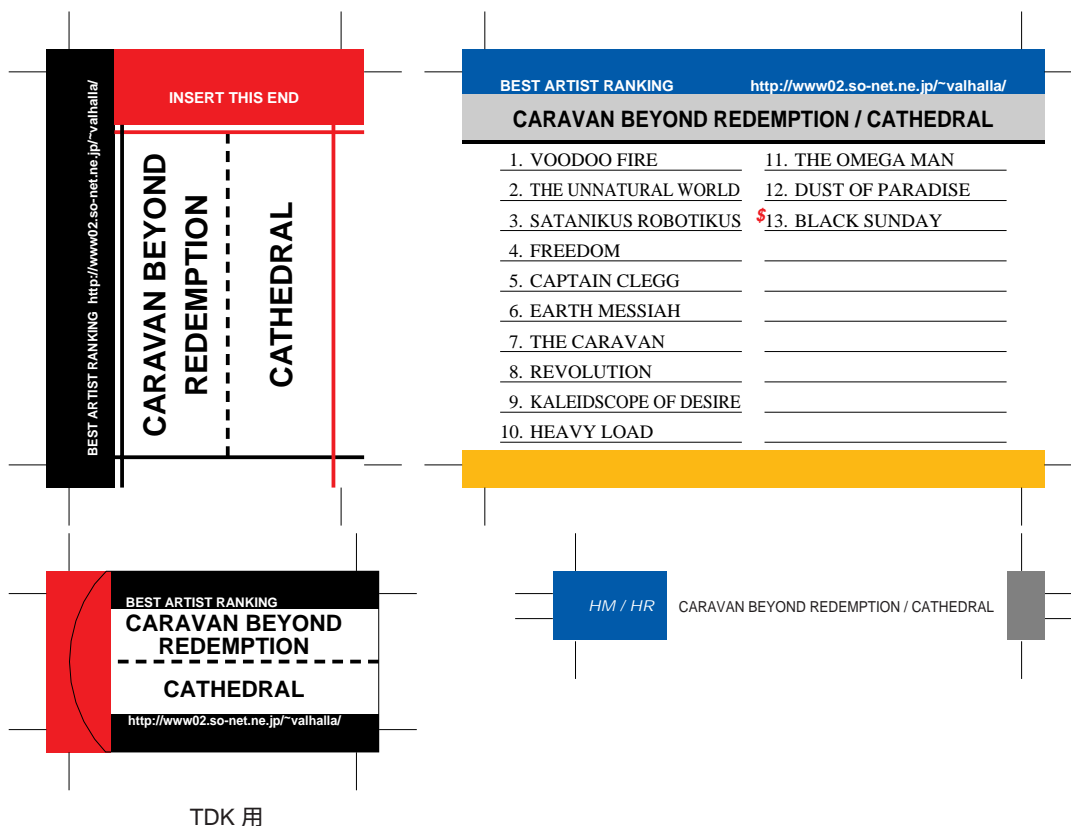 INSERT THIS END
BEST ARTIST RANKING http://www02.so-net.ne.jp/~valhalla/
CARAVAN BEYOND
REDEMPTION
CATHEDRAL
BEST ARTIST RANKING http://www02.so-net.ne.jp/~valhalla/
CARAVAN BEYOND REDEMPTION / CATHEDRAL
1. VOODOO FIRE
2. THE UNNATURAL WORLD
3. SATANIKUS ROBOTIKUS
4. FREEDOM
5. CAPTAIN CLEGG
6. EARTH MESSIAH
7. THE CARAVAN
8. REVOLUTION
9. KALEIDSCOPE OF DESIRE
10. HEAVY LOAD
11. THE OMEGA MAN
12. DUST OF PARADISE
$13. BLACK SUNDAY
BEST ARTIST RANKING
CARAVAN BEYOND
REDEMPTION
CATHEDRAL
http://www02.so-net.ne.jp/~valhalla/
TDK 用
HM / HR CARAVAN BEYOND REDEMPTION / CATHEDRAL